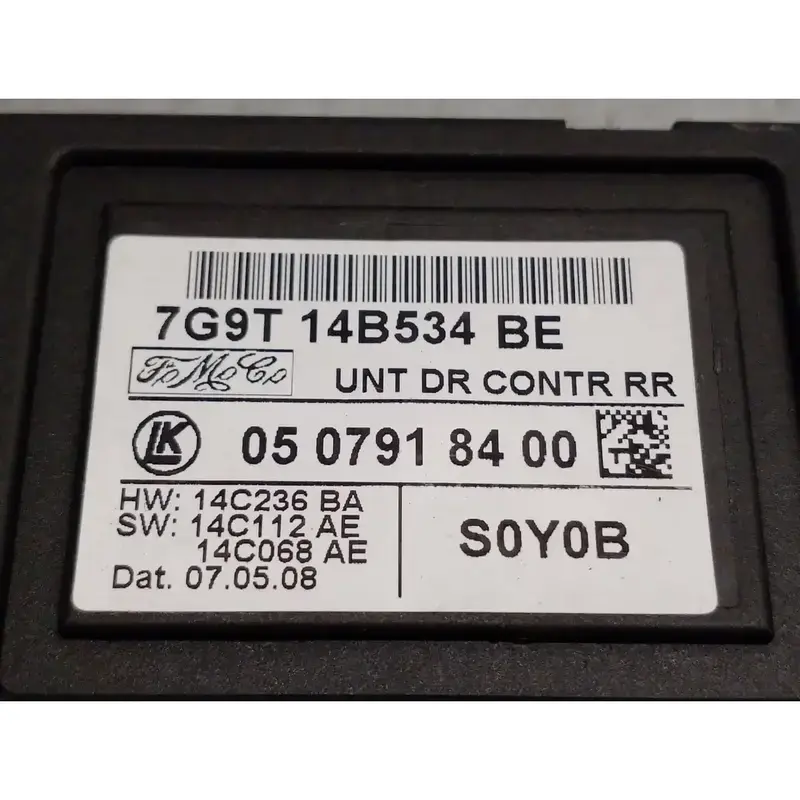 7G9T 14B534 BE
FoMoCo UNT DR CONTR RR
LK 05 0791 84 00
HW: 14C236 BA
SW: 14C112 AE
14C068 AE
Dat. 07.05.08
S0Y0B